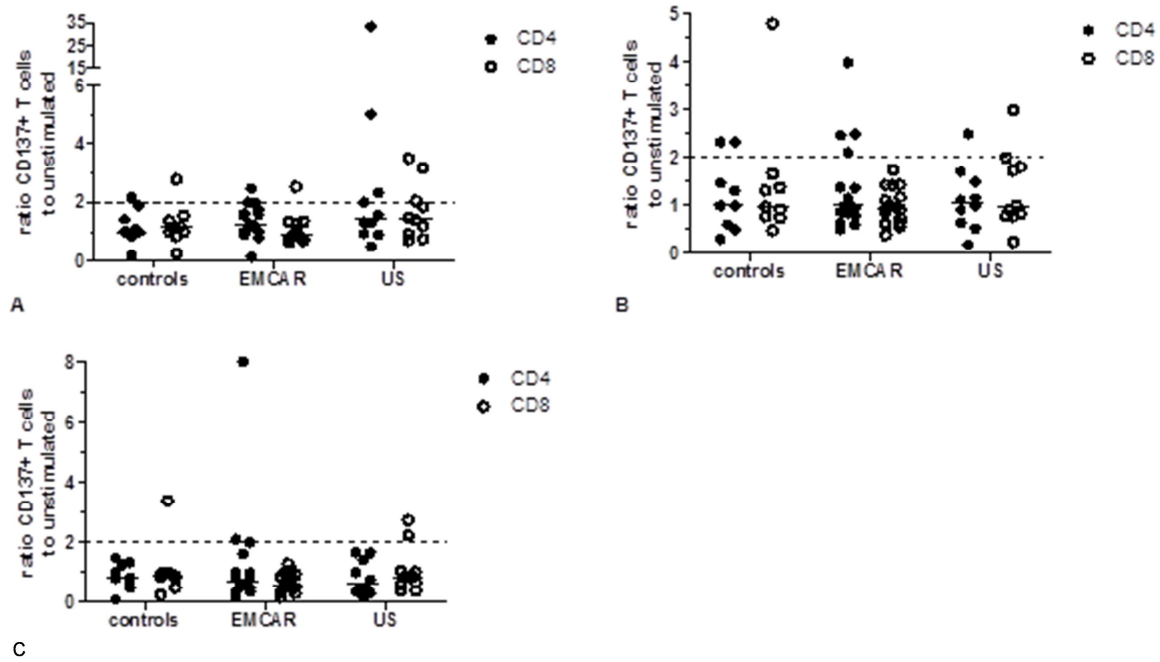 35
25
15
6
4
2
0
ratio CD137+ T cells
to unstimulated
CD4
CD8
controls
EMCAR
US
A
5
4
3
2
1
0
ratio CD137+ T cells
to unstimulated
CD4
CD8
controls
EMCAR
US
B
8
6
4
2
0
ratio CD137+ T cells
to unstimulated
CD4
CD8
controls
EMCAR
US
C